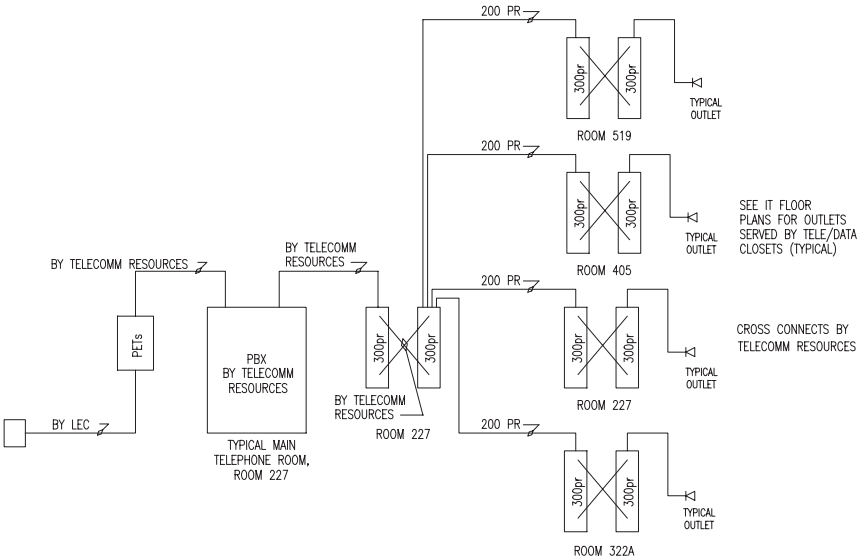 200 PR
300pr
300pr
TYPICAL
OUTLET
ROOM 519
200 PR
300pr
300pr
TYPICAL
OUTLET
ROOM 405
SEE IT FLOOR
PLANS FOR OUTLETS
SERVED BY TELE/DATA
CLOSETS (TYPICAL)
BY TELECOMM RESOURCES
BY TELECOMM
RESOURCES
PETs
PBX
BY TELECOMM
RESOURCES
300pr
300pr
BY TELECOMM
RESOURCES
ROOM 227
200 PR
300pr
300pr
TYPICAL
OUTLET
ROOM 227
CROSS CONNECTS BY
TELECOMM RESOURCES
BY LEC
TYPICAL MAIN
TELEPHONE ROOM,
ROOM 227
200 PR
300pr
300pr
TYPICAL
OUTLET
ROOM 322A